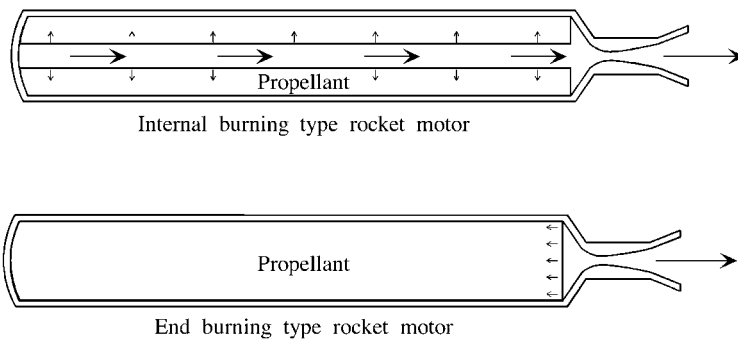 Propellant
Internal burning type rocket motor
Propellant
End burning type rocket motor